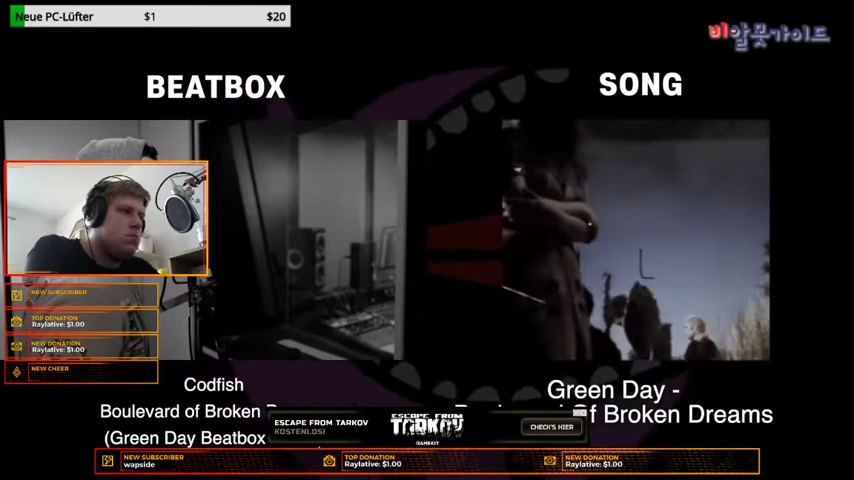 Neue PC-Lüfter $1 $20
비알못가이드
BEATBOX
SONG
NEW SUBSCRIBER
TOP DONATION
Raylative: $1.00
NEW DONATION
Raylative: $1.00
NEW CHEER
Codfish
Boulevard of Broken
(Green Day Beatbox
Green Day -
Of Broken Dreams
ESCAPE FROM TARKOV
KOSTENLOS!
ESCAPE FROM
TARKOV
GAMEKIT
CHECK'S HIER
NEW SUBSCRIBER
wapside
TOP DONATION
Raylative: $1.00
NEW DONATION
Raylative: $1.00